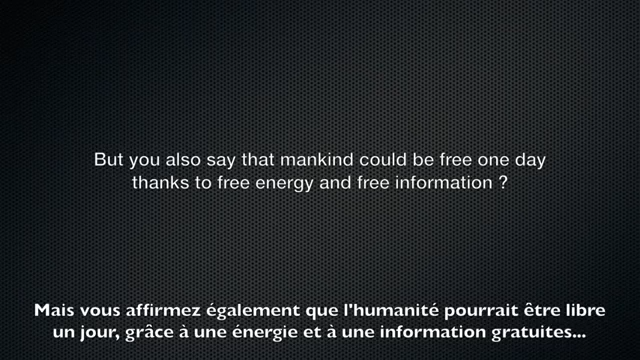 But you also say that mankind could be free one day
thanks to free energy and free information ?
Mais vous affirmez également que l'humanité pourrait être libre
un jour, grâce à une énergie et à une information gratuites...